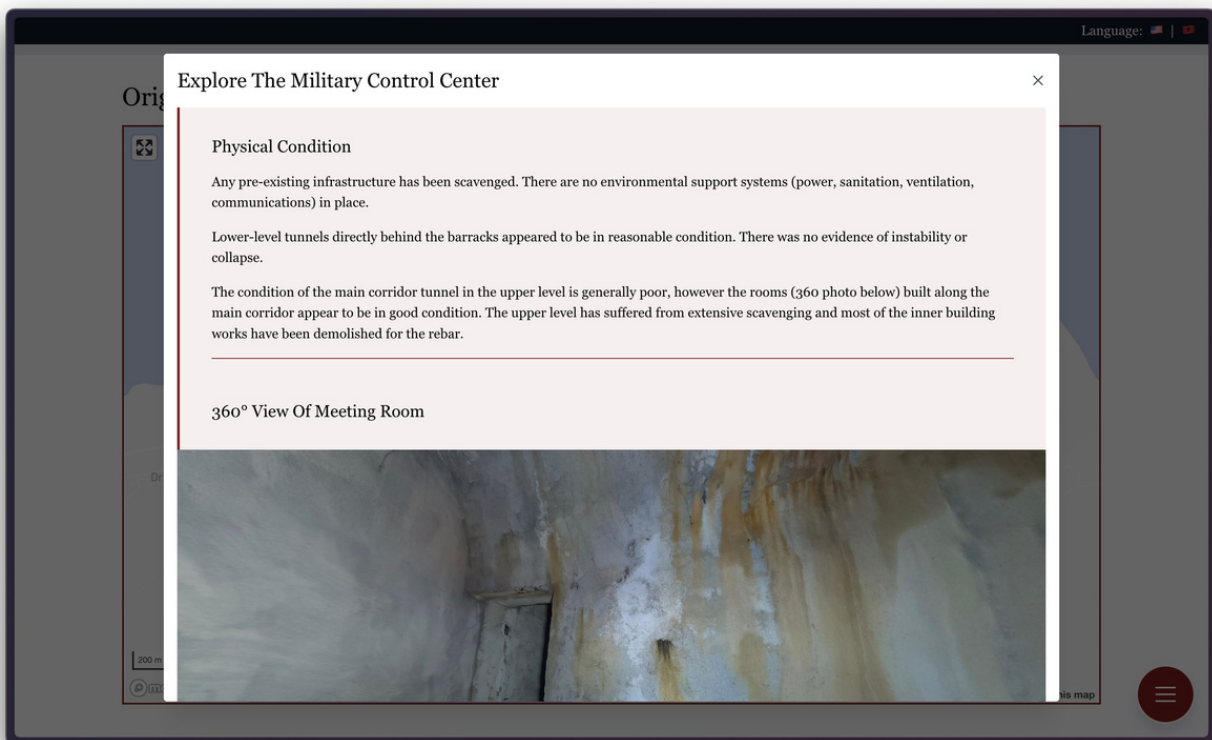 Language: |
Explore The Military Control Center
Orig
Physical Condition
Any pre-existing infrastructure has been scavenged. There are no environmental support systems (power, sanitation, ventilation,
communications) in place.
Lower-level tunnels directly behind the barracks appeared to be in reasonable condition. There was no evidence of instability or
collapse.
The condition of the main corridor tunnel in the upper level is generally poor, however the rooms (360 photo below) built along the
main corridor appear to be in good condition. The upper level has suffered from extensive scavenging and most of the inner building
works have been demolished for the rebar.
360° View Of Meeting Room
Dr
200 m
his map